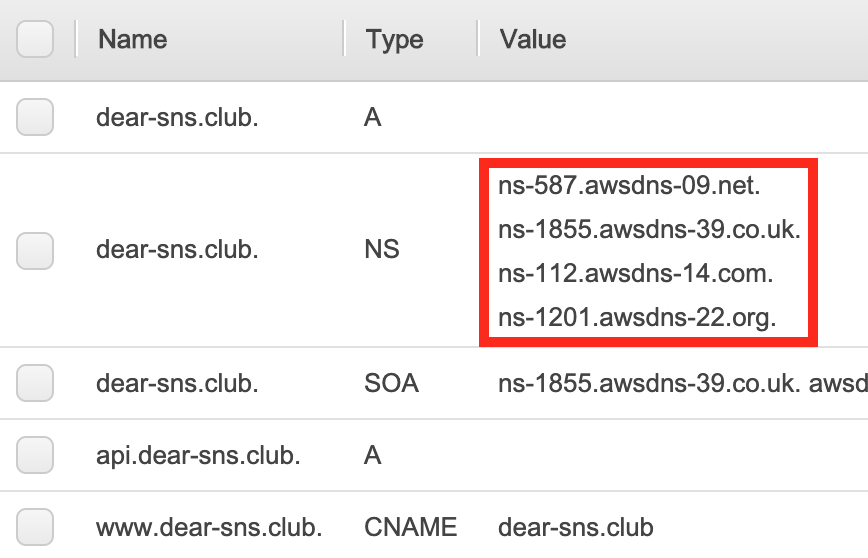 Name Type Value
dear-sns.club. A
ns-587.awsdns-09.net.
ns-1855.awsdns-39.co.uk.
dear-sns.club. NS
ns-112.awsdns-14.com.
ns-1201.awsdns-22.org.
dear-sns.club. SOA ns-1855.awsdns-39.co.uk. awsd
api.dear-sns.club. A
www.dear-sns.club. CNAME dear-sns.club